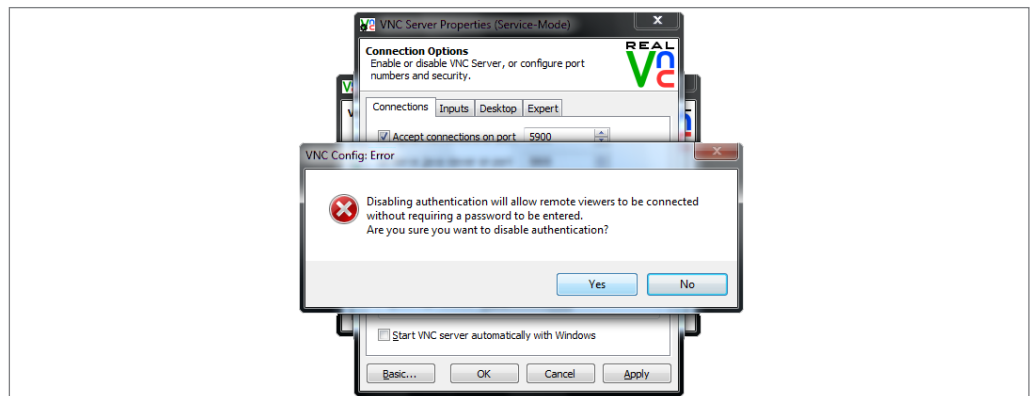 VNC Server Properties (Service-Mode)
Connection Options
Enable or disable VNC Server, or configure port
numbers and security.
REAL
VNC
Connections Inputs Desktop Expert
Accept connections on port 5900
VNC Config: Error
Disabling authentication will allow remote viewers to be connected
without requiring a password to be entered.
Are you sure you want to disable authentication?
Yes No
Start VNC server automatically with Windows
Basic... OK Cancel Apply